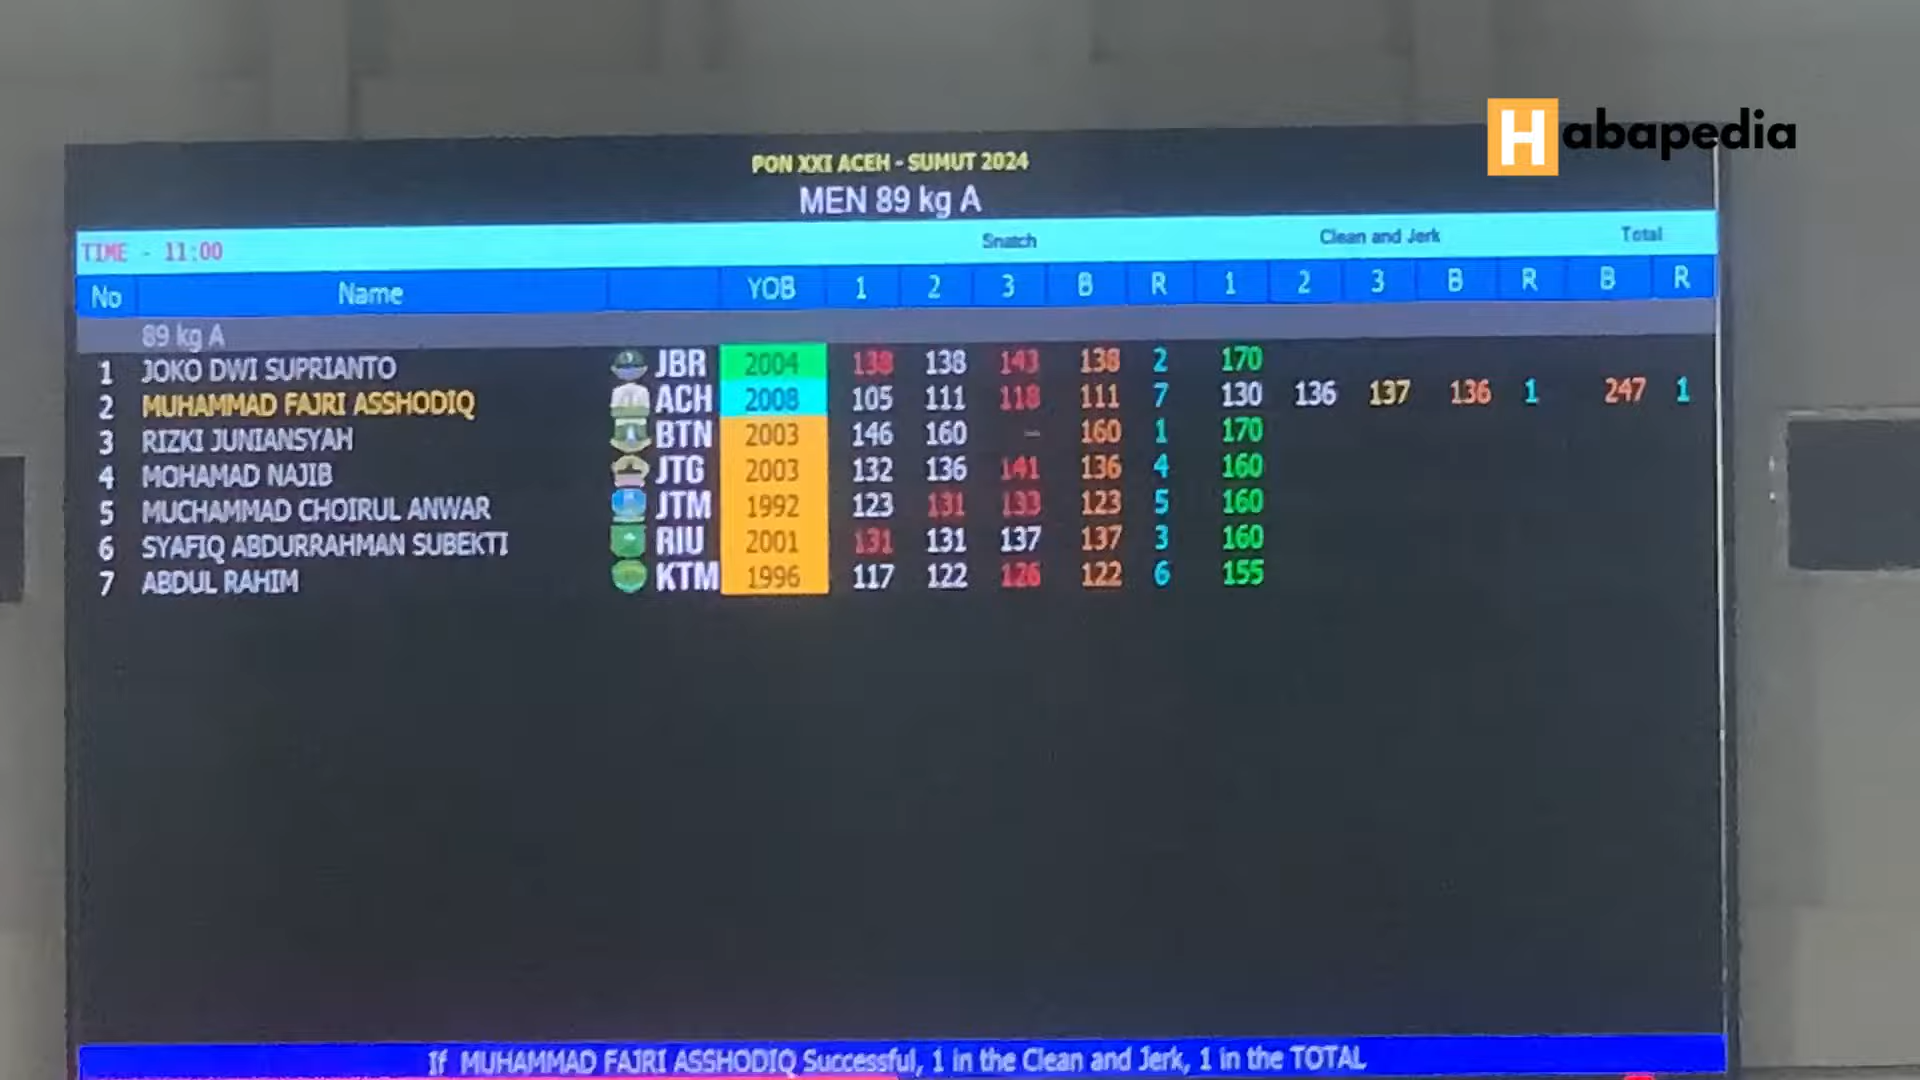 Habapedia
PON XXI ACEH - SUMUT 2024
MEN 89 kg A
TIME - 11:00 Snatch Clean and Jerk Total
No Name YOB 1 2 3 B R 1 2 3 B R B R
89 kg A
1 JOKO DWI SUPRIANTO JBR 2004 138 138 143 138 2 170
2 MUHAMMAD FAJRI ASSHODIQ ACH 2008 105 111 118 111 7 130 136 137 136 1 247 1
3 RIZKI JUNIANSYAH BTN 2003 146 160 - 160 1 170
4 MOHAMAD NAJIB JTG 2003 132 136 141 136 4 160
5 MUCHAMMAD CHOIRUL ANWAR JTM 1992 123 131 133 123 5 160
6 SYAFIQ ABDURRAHMAN SUBEKTI RIU 2001 131 131 137 137 3 160
7 ABDUL RAHIM KTM 1996 117 122 126 122 6 155
If MUHAMMAD FAJRI ASSHODIQ Successful, 1 in the Clean and Jerk, 1 in the TOTAL